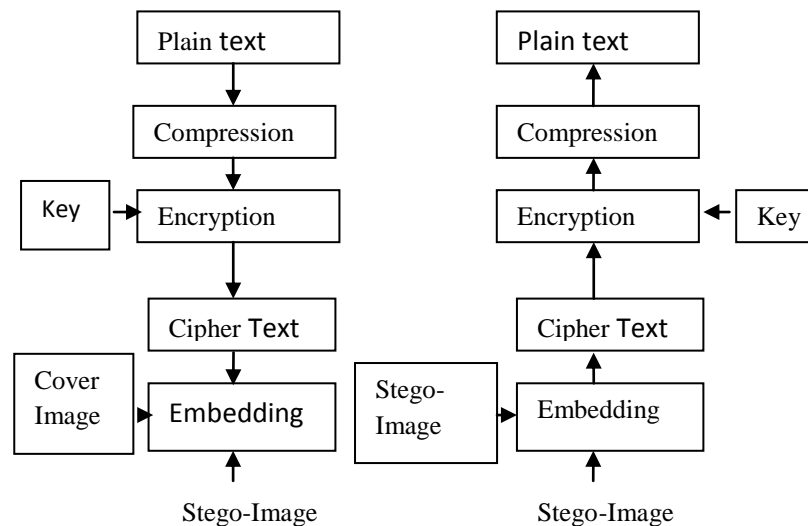 Plain text
Compression
Key
Encryption
Cipher Text
Cover
Image
Embedding
Stego-Image
Plain text
Compression
Encryption
Key
Cipher Text
Stego-
Image
Embedding
Stego-Image